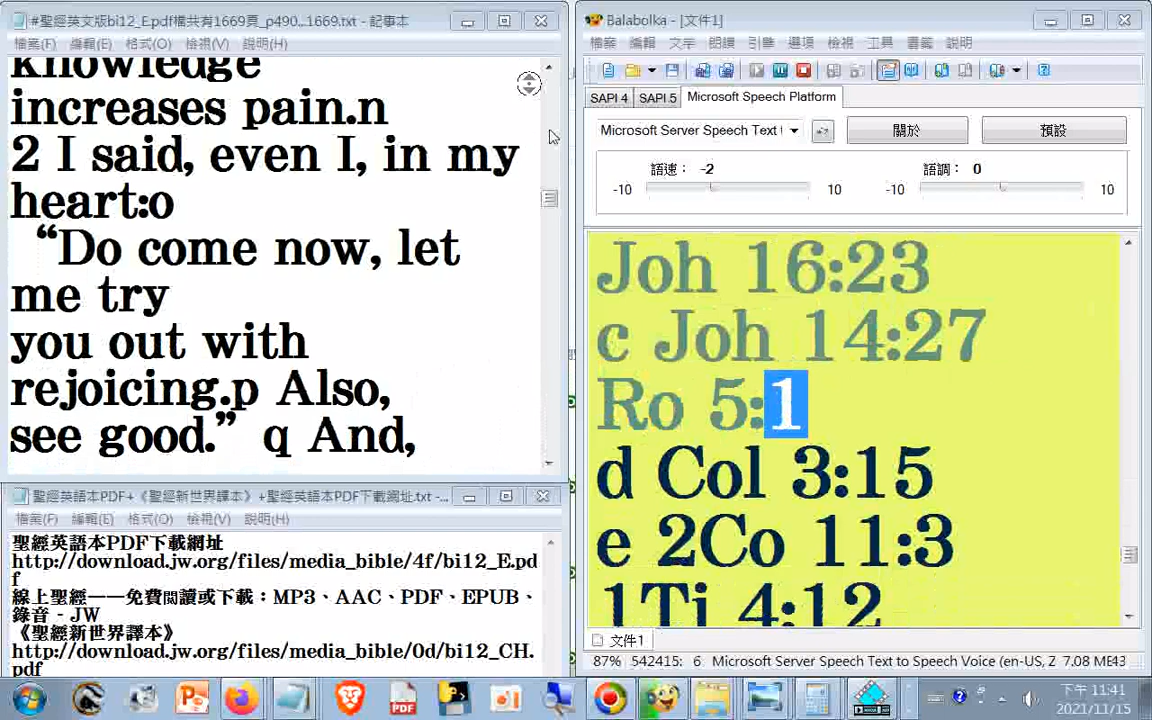 #聖經英文版bi12_E.pdf檔共有1669頁_p490...1669.txt - 記事本
檔案(F) 編輯(E) 格式(O) 檢視(V) 說明(H)
knowledge
increases pain.n
2 I said, even I, in my
heart:o
“Do come now, let
me try
you out with
rejoicing.p Also,
see good.” q And,
聖經英語本PDF+《聖經新世界譯本》+聖經英語本PDF下載網址.txt - ...
檔案(F) 編輯(E) 格式(O) 檢視(V) 說明(H)
聖經英語本PDF下載網址
http://download.jw.org/files/media_bible/4f/bi12_E.pd
f
線上聖經——免費閱讀或下載：MP3、AAC、PDF、EPUB、
錄音 - JW
《聖經新世界譯本》
http://download.jw.org/files/media_bible/0d/bi12_CH.
pdf
Balabolka - [文件1]
檔案 編輯 文字 朗讀 引擎 選項 檢視 工具 書籤 說明
SAPI 4 SAPI 5 Microsoft Speech Platform
Microsoft Server Speech Text 關於 預設
語速： -2 語調： 0
-10 10 -10 10
Joh 16:23
c Joh 14:27
Ro 5:1
d Col 3:15
e 2Co 11:3
1Ti 4:12
文件1
87% 542415: 6 Microsoft Server Speech Text to Speech Voice (en-US, Z 7.08 ME43
下午 11:41
2021/11/15